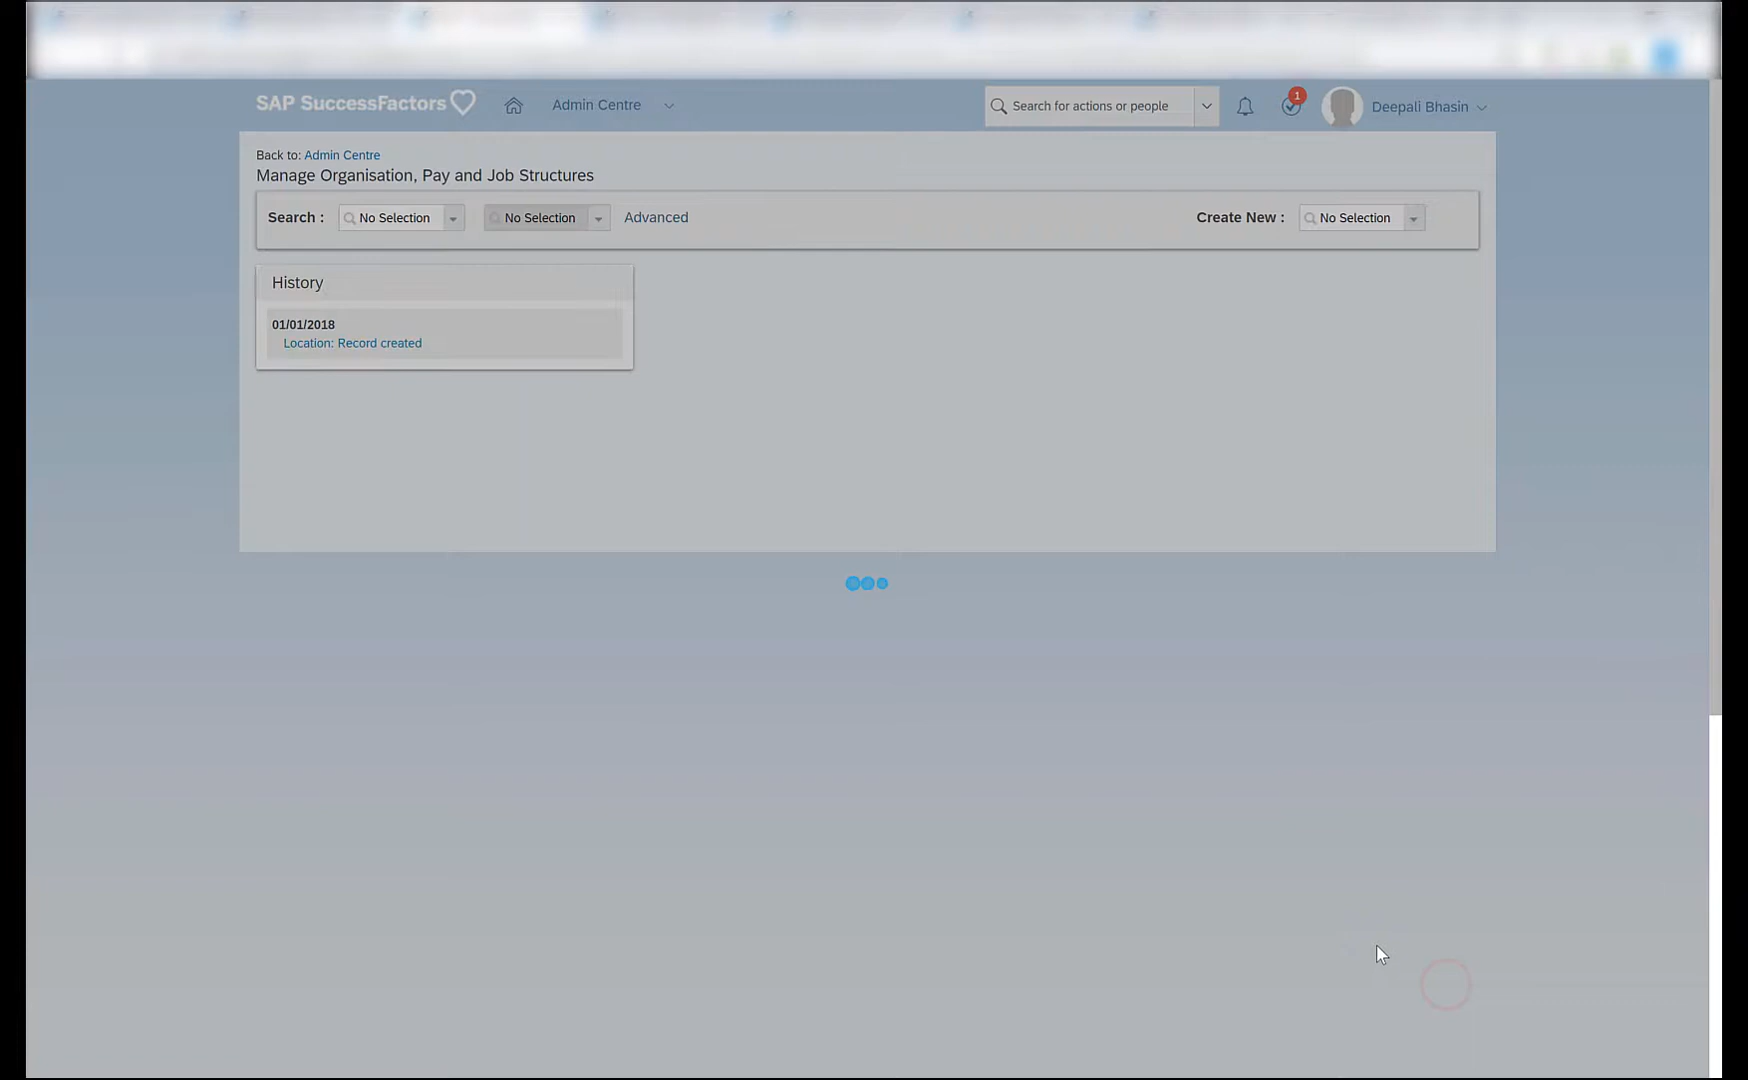 SAP SuccessFactors
Admin Centre
Search for actions or people
1
Deepali Bhasin
Back to: Admin Centre
Manage Organisation, Pay and Job Structures
Search :
No Selection
No Selection
Advanced
Create New :
No Selection
History
01/01/2018
Location: Record created